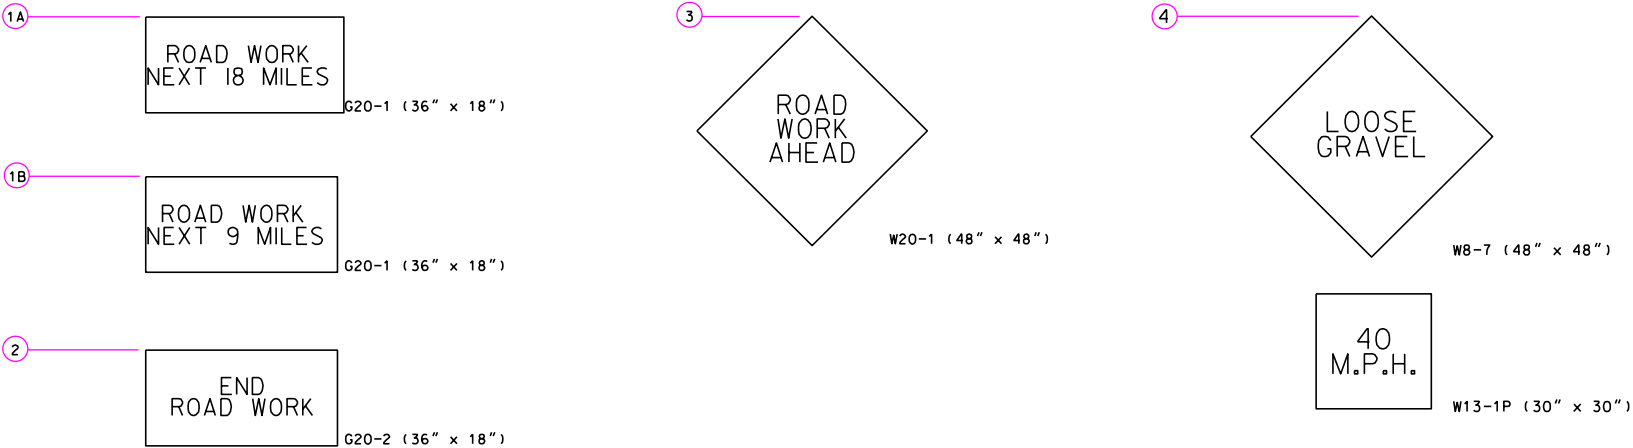 1A
ROAD WORK
NEXT 18 MILES
G20-1 (36" x 18")
1B
ROAD WORK
NEXT 9 MILES
G20-1 (36" x 18")
2
END
ROAD WORK
G20-2 (36" x 18")
3
ROAD
WORK
AHEAD
W20-1 (48" x 48")
4
LOOSE
GRAVEL
W8-7 (48" x 48")
40
M.P.H.
W13-1P (30" x 30")